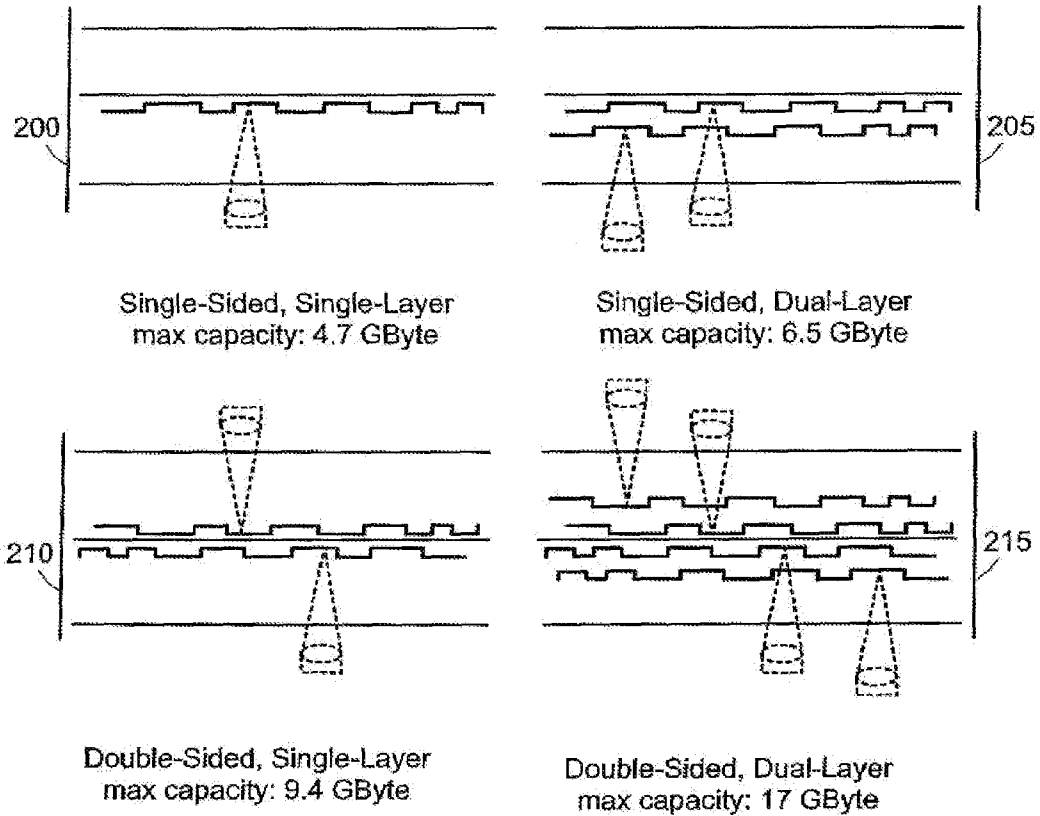 200
205
Single-Sided, Single-Layer
max capacity: 4.7 GByte
Single-Sided, Dual-Layer
max capacity: 6.5 GByte
210
215
Double-Sided, Single-Layer
max capacity: 9.4 GByte
Double-Sided, Dual-Layer
max capacity: 17 GByte